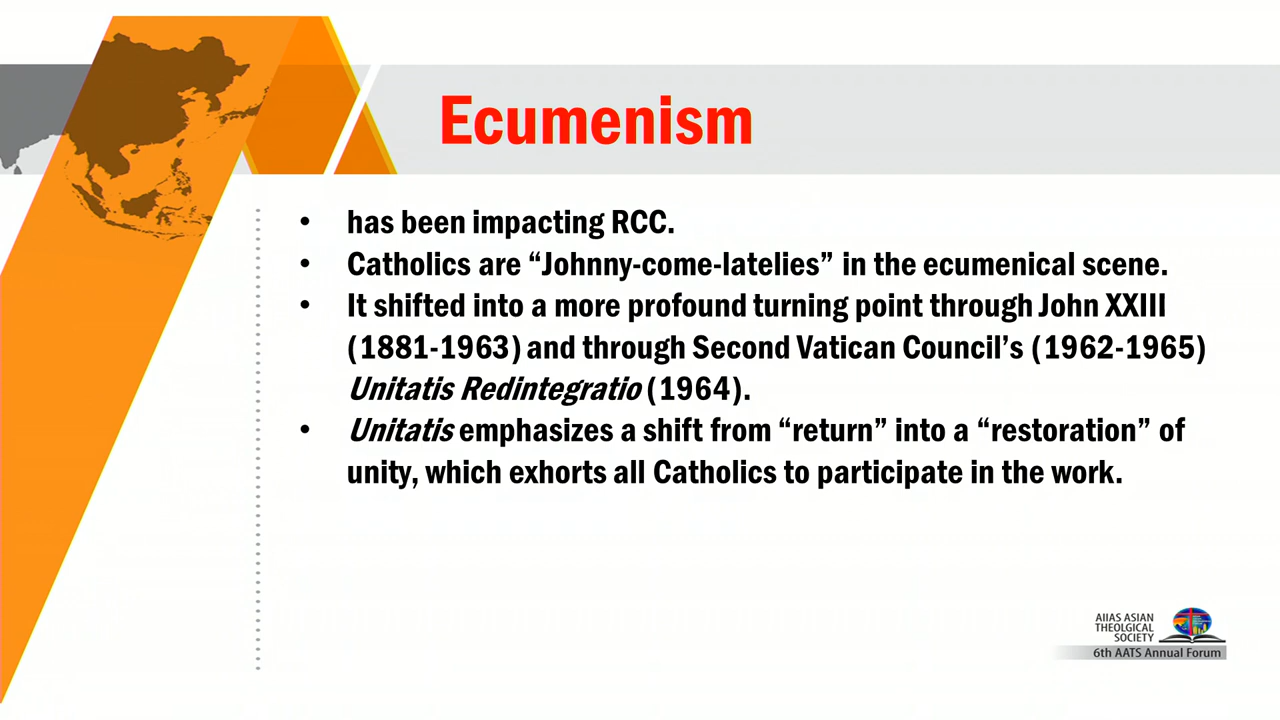 Ecumenism
• has been impacting RCC.
• Catholics are “Johnny-come-latelies” in the ecumenical scene.
• It shifted into a more profound turning point through John XXIII
(1881-1963) and through Second Vatican Council’s (1962-1965)
Unitatis Redintegratio (1964).
• Unitatis emphasizes a shift from “return” into a “restoration” of
unity, which exhorts all Catholics to participate in the work.
AIIAS ASIAN
THEOLGICAL
SOCIETY
6th AATS Annual Forum